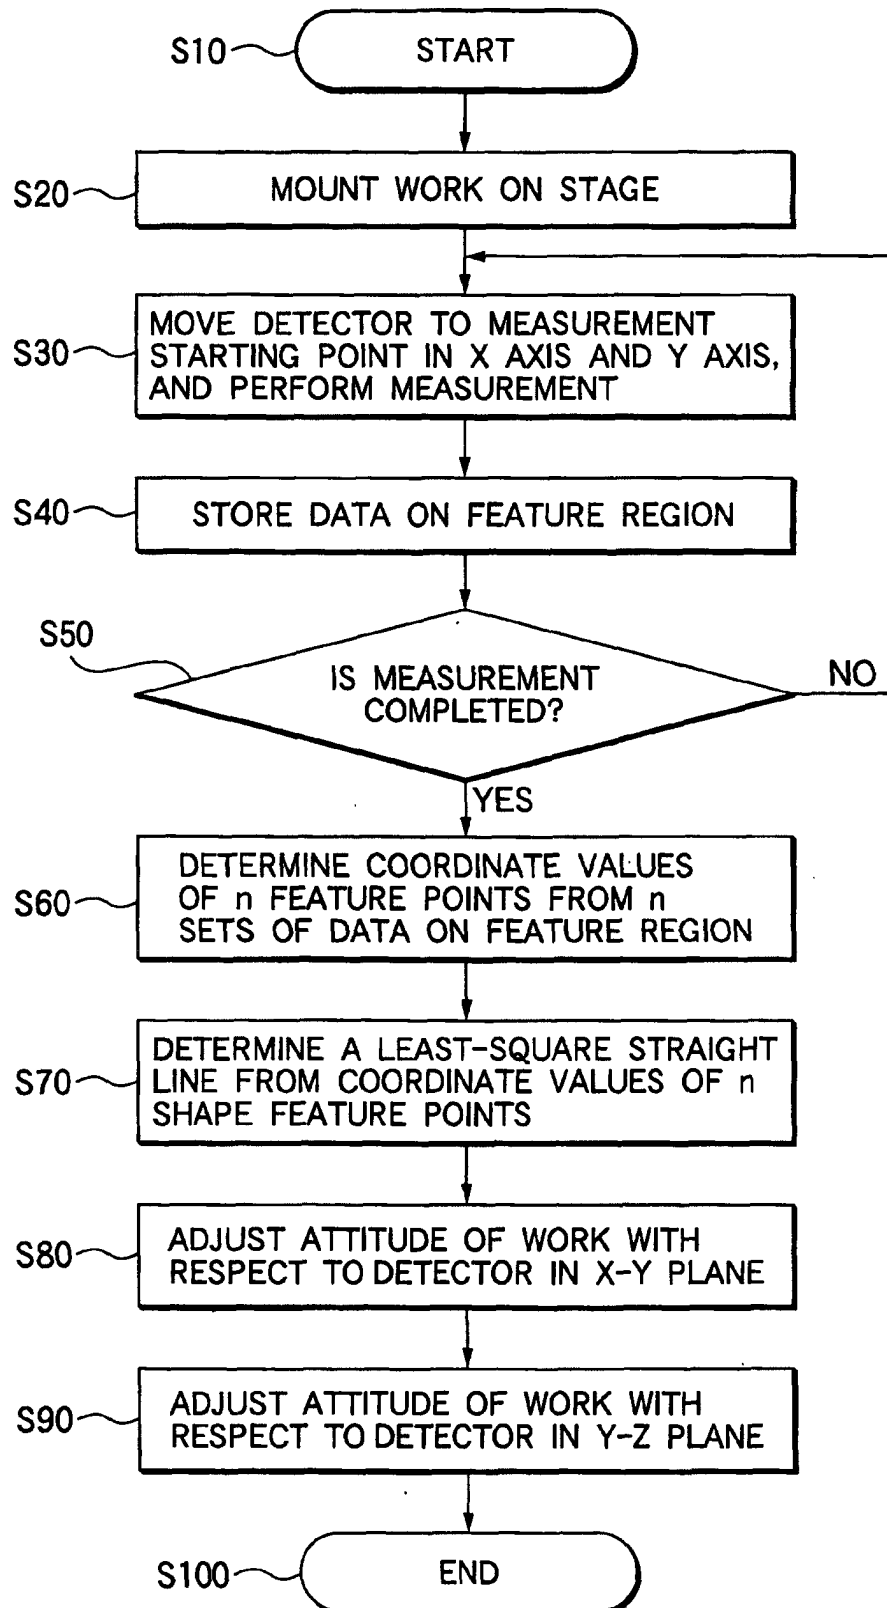 S10
START
S20
MOUNT WORK ON STAGE
S30
MOVE DETECTOR TO MEASUREMENT
STARTING POINT IN X AXIS AND Y AXIS,
AND PERFORM MEASUREMENT
S40
STORE DATA ON FEATURE REGION
S50
IS MEASUREMENT
COMPLETED?
NO
YES
S60
DETERMINE COORDINATE VALUES
OF n FEATURE POINTS FROM n
SETS OF DATA ON FEATURE REGION
S70
DETERMINE A LEAST-SQUARE STRAIGHT
LINE FROM COORDINATE VALUES OF n
SHAPE FEATURE POINTS
S80
ADJUST ATTITUDE OF WORK WITH
RESPECT TO DETECTOR IN X-Y PLANE
S90
ADJUST ATTITUDE OF WORK WITH
RESPECT TO DETECTOR IN Y-Z PLANE
S100
END